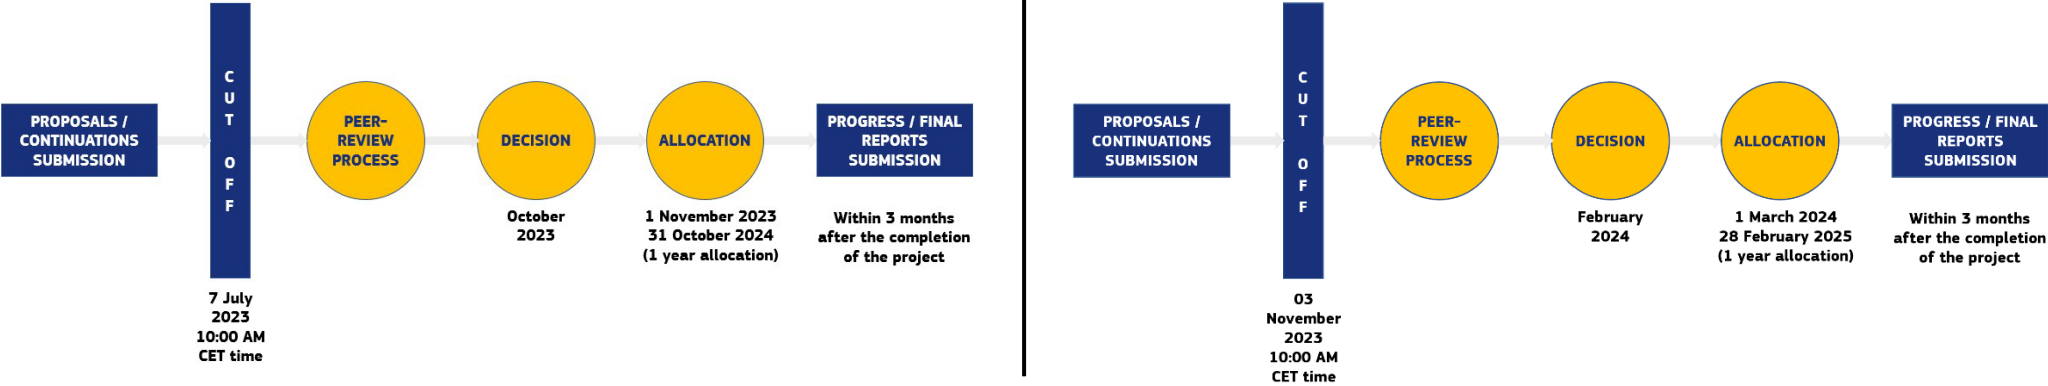 PROPOSALS /
CONTINUATIONS
SUBMISSION
C
U
T
O
F
F
7 July
2023
10:00 AM
CET time
PEER-
REVIEW
PROCESS
DECISION
October
2023
ALLOCATION
1 November 2023
31 October 2024
(1 year allocation)
PROGRESS / FINAL
REPORTS
SUBMISSION
Within 3 months
after the completion
of the project
PROPOSALS /
CONTINUATIONS
SUBMISSION
C
U
T
O
F
F
03
November
2023
10:00 AM
CET time
PEER-
REVIEW
PROCESS
DECISION
February
2024
ALLOCATION
1 March 2024
28 February 2025
(1 year allocation)
PROGRESS / FINAL
REPORTS
SUBMISSION
Within 3 months
after the completion
of the project